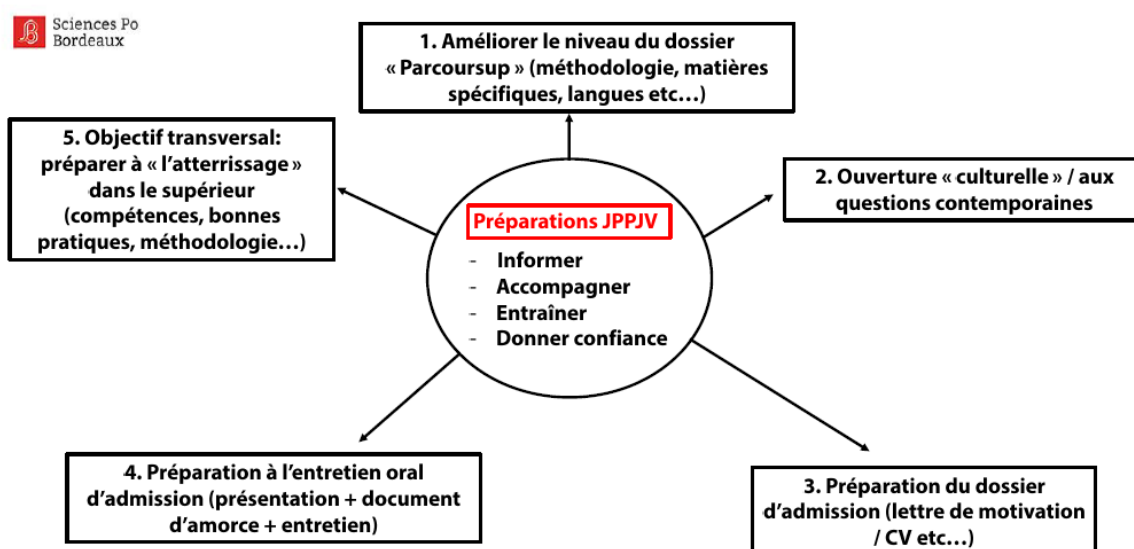 Sciences Po
Bordeaux
1. Améliorer le niveau du dossier
« Parcoursup » (méthodologie, matières
spécifiques, langues etc…)
5. Objectif transversal:
préparer à « l’atterrissage »
dans le supérieur
(compétences, bonnes
pratiques, méthodologie…)
2. Ouverture « culturelle » / aux
questions contemporaines
Préparations JPPJV
- Informer
- Accompagner
- Entraîner
- Donner confiance
4. Préparation à l’entretien oral
d’admission (présentation + document
d’amorce + entretien)
3. Préparation du dossier
d’admission (lettre de motivation
/ CV etc…)